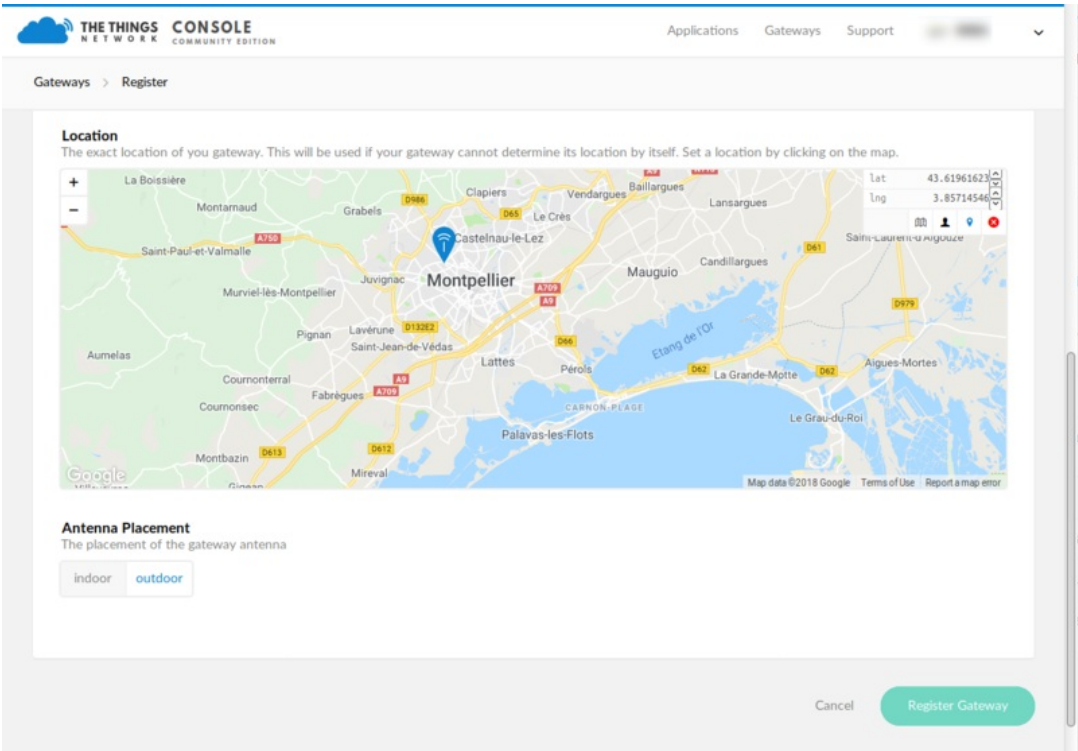 THE THINGS NETWORK CONSOLE COMMUNITY EDITION
Applications Gateways Support
Gateways > Register
Location
The exact location of you gateway. This will be used if your gateway cannot determine its location by itself. Set a location by clicking on the map.
+
−
lat 43.61961623
lng 3.85714546
La Boissière
Clapiers
Vendargues
Baillargues
Montarnaud
Grabels
D986
D65
Le Crès
Lansargues
A9
A750
Castelnau-le-Lez
Saint-Paul-et-Valmalle
D61
Saint-Laurent-d'Aigouze
Juvignac
Montpellier
Mauguio
Candillargues
Murviel-lès-Montpellier
A709
A9
D979
Pignan
Lavérune
D132E2
Saint-Jean-de-Védas
D66
Etang de l'Or
Aumelas
Lattes
Pérols
D62
La Grande-Motte
D62
Aigues-Mortes
Cournonterral
A9
A709
Fabrègues
Cournonsec
CARNON-PLAGE
Le Grau-du-Roi
Palavas-les-Flots
Montbazin
D613
D612
Mireval
Google
Gigean
Map data ©2018 Google Terms of Use Report a map error
Antenna Placement
The placement of the gateway antenna
indoor outdoor
Cancel Register Gateway